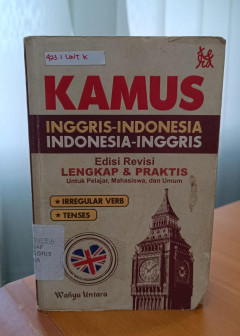 KAMUS
INGGRIS-INDONESIA
INDONESIA-INGGRIS
Edisi Revisi
LENGKAP & PRAKTIS
Untuk Pelajar, Mahasiswa, dan Umum
★ IRREGULAR VERB
★ TENSES
Wahyu Untara